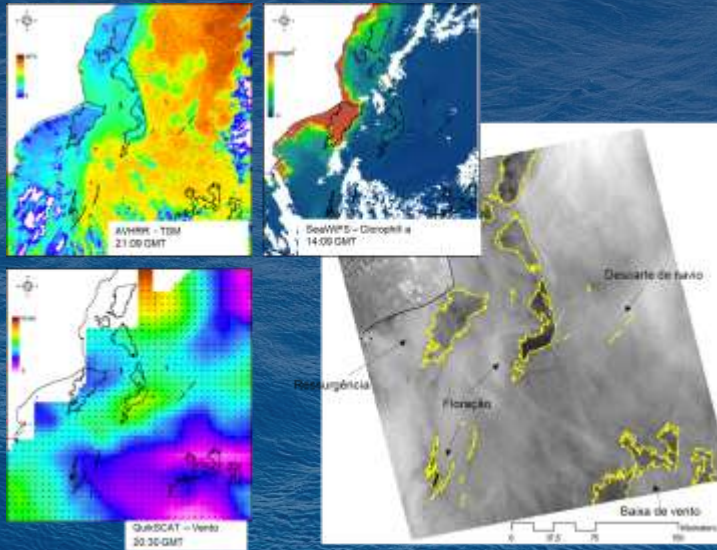 AVHRR - TSM
21:09 GMT
SeaWiFS - Clorophill a
14:09 GMT
QuikSCAT - Vento
20:30 GMT
Descarte de navio
Ressurgência
Floração
Baixa de vento